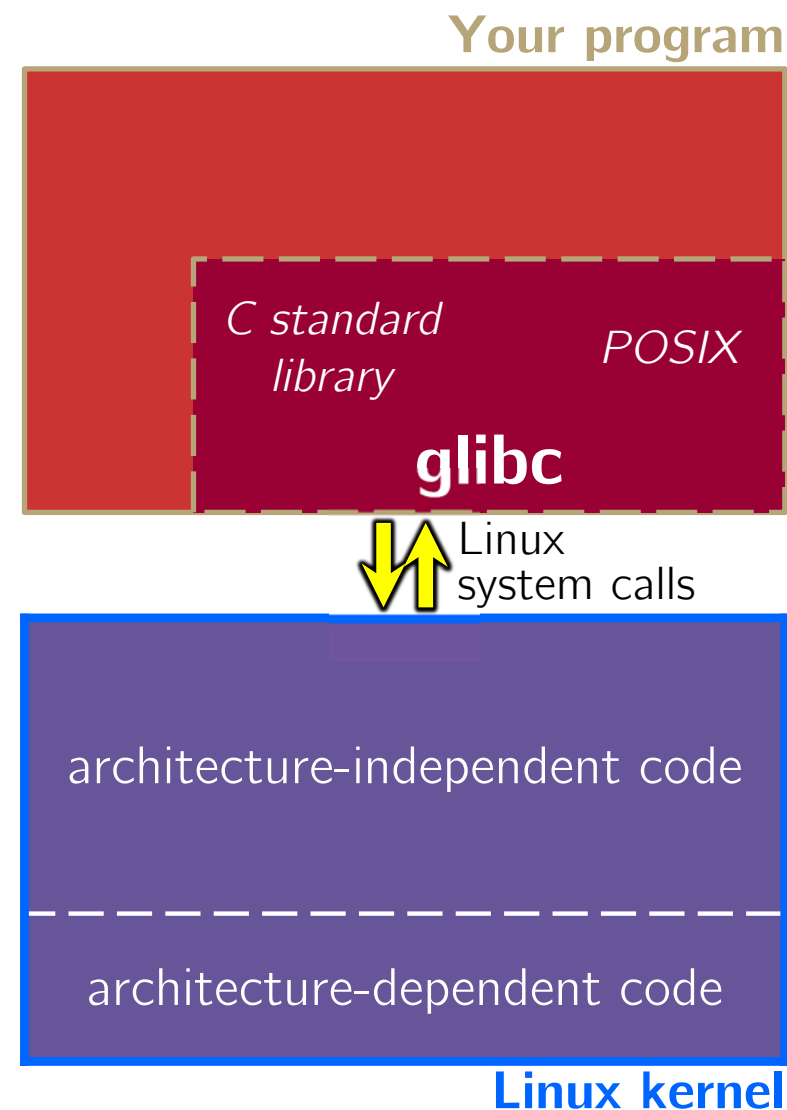 Your program
C standard
library
POSIX
glibc
Linux
system calls
architecture-independent code
architecture-dependent code
Linux kernel